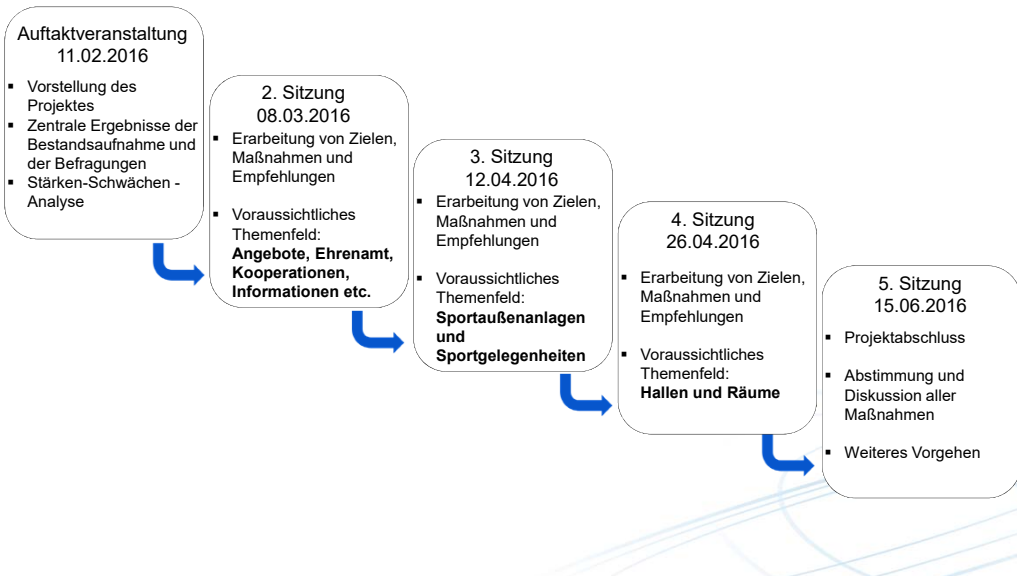 Auftaktveranstaltung
11.02.2016
▪ Vorstellung des
Projektes
▪ Zentrale Ergebnisse der
Bestandsaufnahme und
der Befragungen
▪ Stärken-Schwächen -
Analyse
2. Sitzung
08.03.2016
▪ Erarbeitung von Zielen,
Maßnahmen und
Empfehlungen
▪ Voraussichtliches
Themenfeld:
Angebote, Ehrenamt,
Kooperationen,
Informationen etc.
3. Sitzung
12.04.2016
▪ Erarbeitung von Zielen,
Maßnahmen und
Empfehlungen
▪ Voraussichtliches
Themenfeld:
Sportaußenanlagen
und
Sportgelegenheiten
4. Sitzung
26.04.2016
▪ Erarbeitung von Zielen,
Maßnahmen und
Empfehlungen
▪ Voraussichtliches
Themenfeld:
Hallen und Räume
5. Sitzung
15.06.2016
▪ Projektabschluss
▪ Abstimmung und
Diskussion aller
Maßnahmen
▪ Weiteres Vorgehen